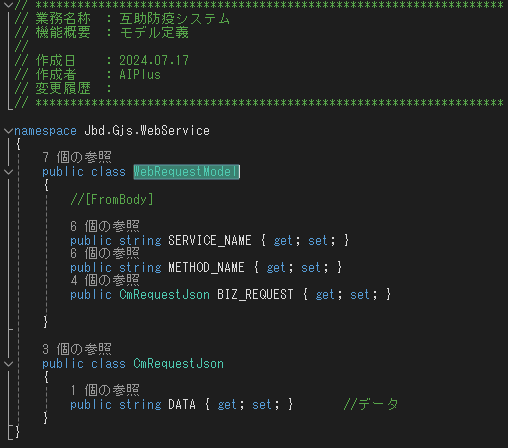 // ************************************************************
// 業務名称　: 互助防疫システム
// 機能概要　: モデル定義
//
// 作成日　　: 2024.07.17
// 作成者　　: AIPlus
// 変更履歴　:
// ************************************************************
namespace Jbd.Gjs.WebService
{
7 個の参照
public class WebRequestModel
{
//[FromBody]
6 個の参照
public string SERVICE_NAME { get; set; }
6 個の参照
public string METHOD_NAME { get; set; }
4 個の参照
public CmRequestJson BIZ_REQUEST { get; set; }
}
3 個の参照
public class CmRequestJson
{
1 個の参照
public string DATA { get; set; } //データ
}
}